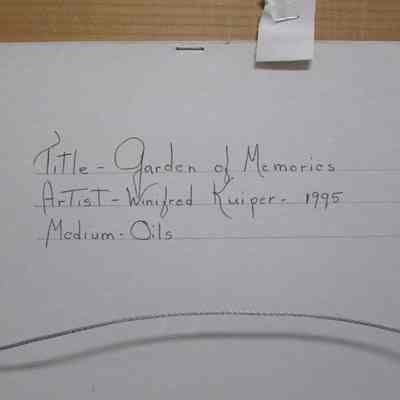 Title - Garden of Memories
Artist - Winifred Kuiper - 1995
Medium - Oils